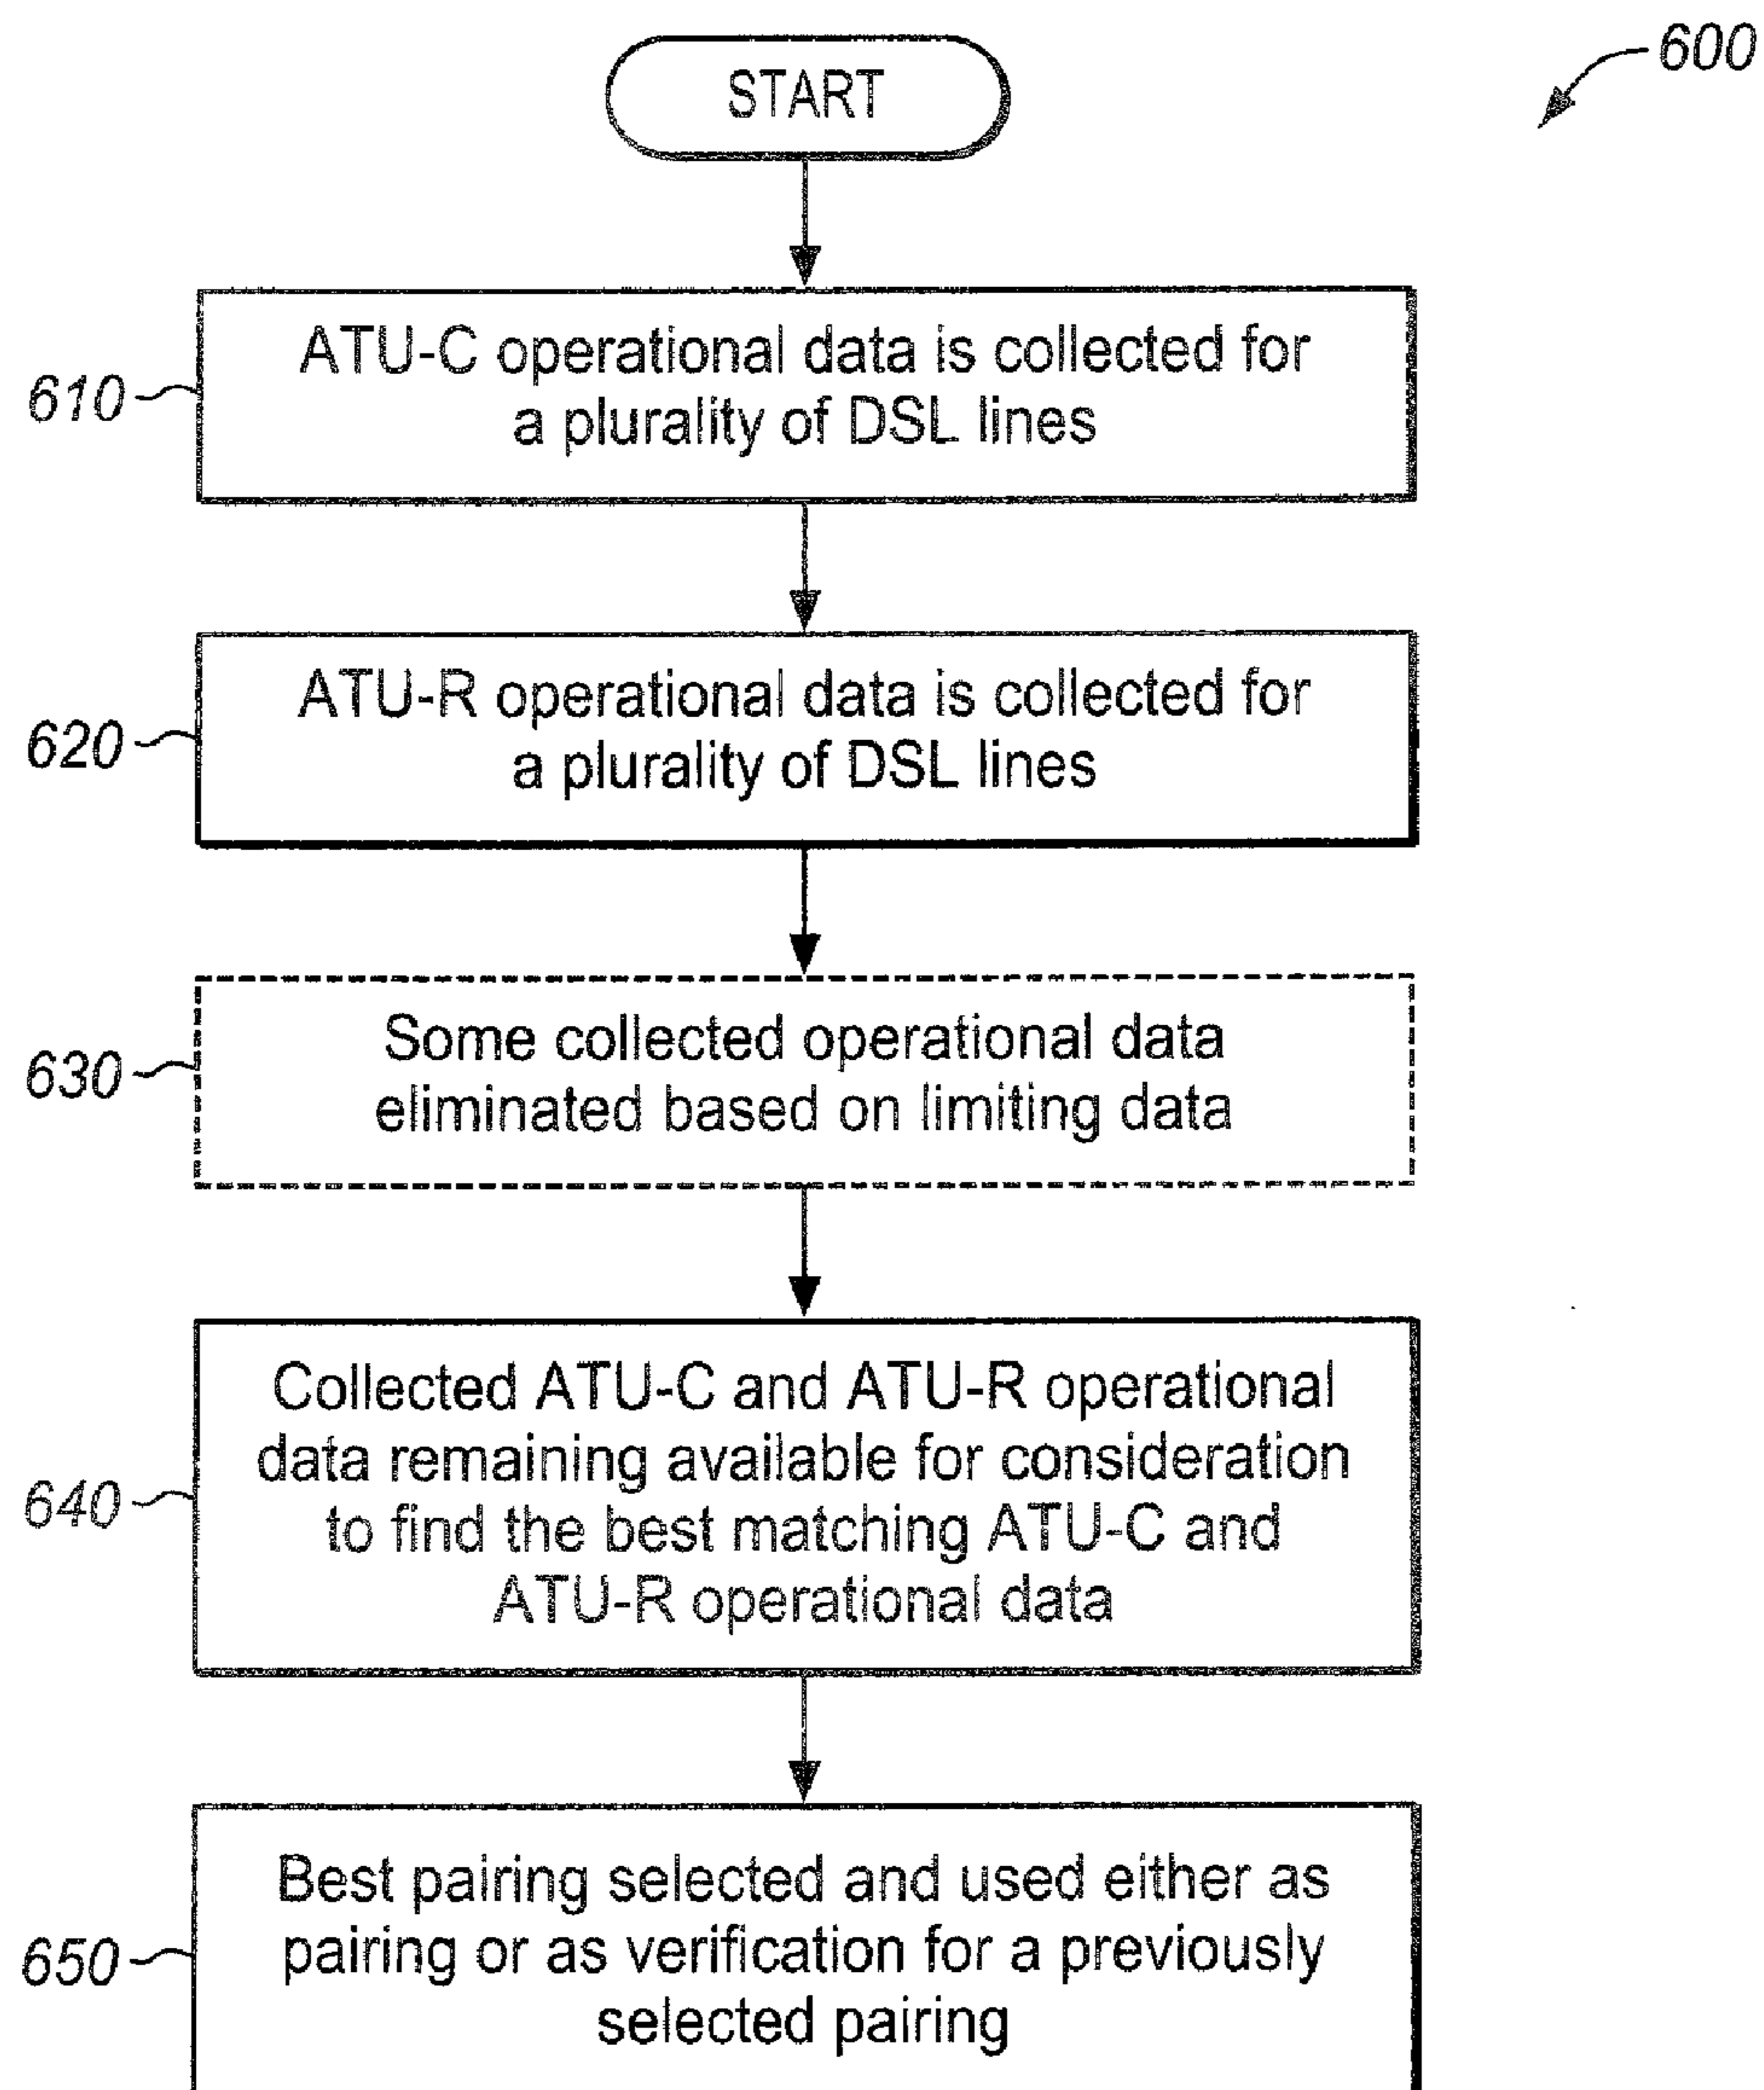 600
START
610
ATU-C operational data is collected for
a plurality of DSL lines
620
ATU-R operational data is collected for
a plurality of DSL lines
630
Some collected operational data
eliminated based on limiting data
640
Collected ATU-C and ATU-R operational
data remaining available for consideration
to find the best matching ATU-C and
ATU-R operational data
650
Best pairing selected and used either as
pairing or as verification for a previously
selected pairing